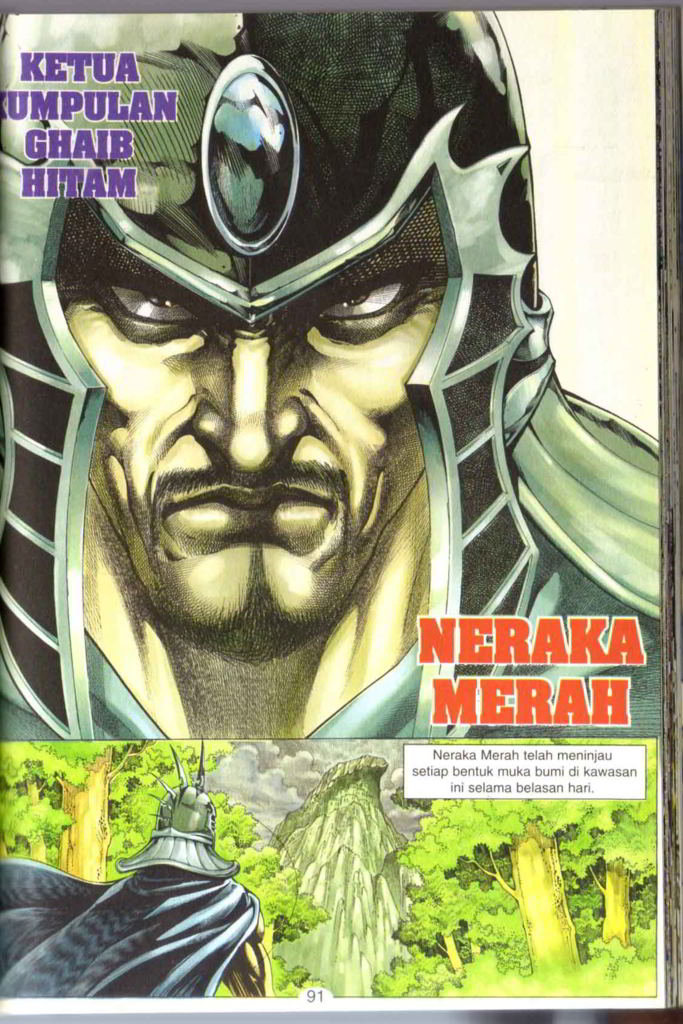 KETUA
KUMPULAN
GHAIB
HITAM
NERAKA
MERAH
Neraka Merah telah meninjau
setiap bentuk muka bumi di kawasan
ini selama belasan hari.
91